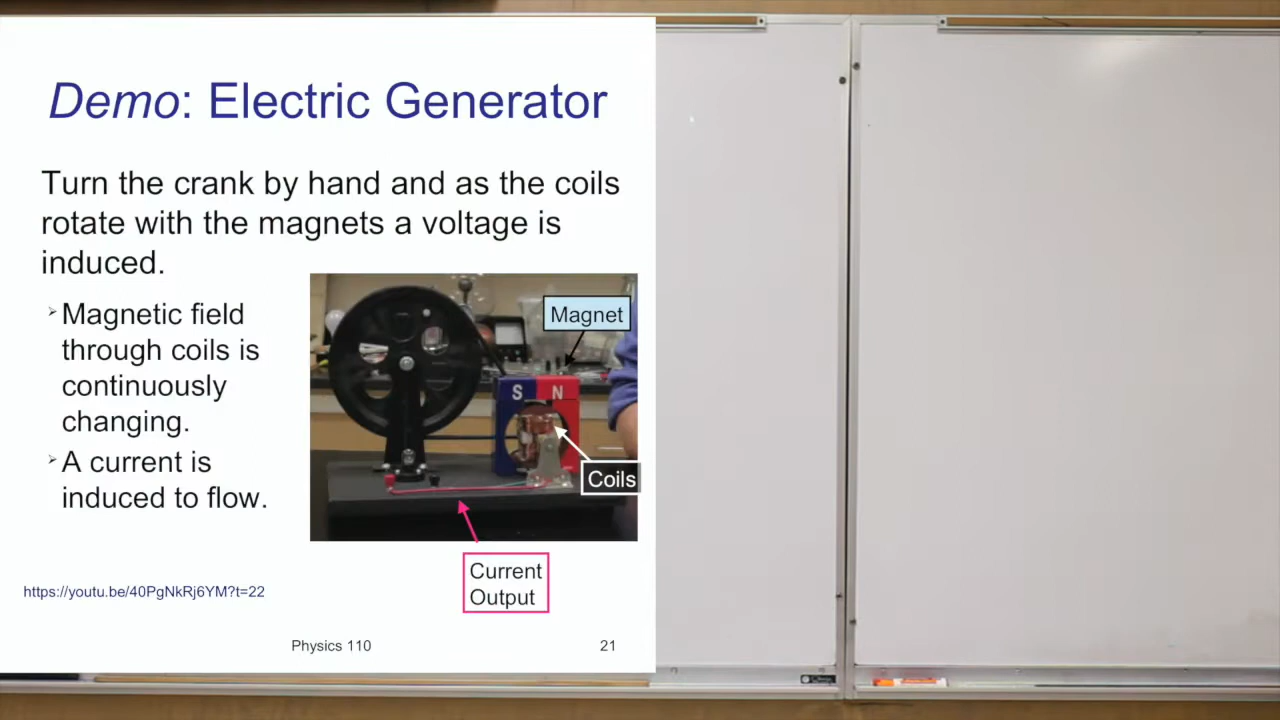 Demo: Electric Generator
Turn the crank by hand and as the coils
rotate with the magnets a voltage is
induced.
➢Magnetic field
through coils is
continuously
changing.
➢A current is
induced to flow.
Magnet
S N
Coils
Current
Output
https://youtu.be/40PgNkRj6YM?t=22
Physics 110
21